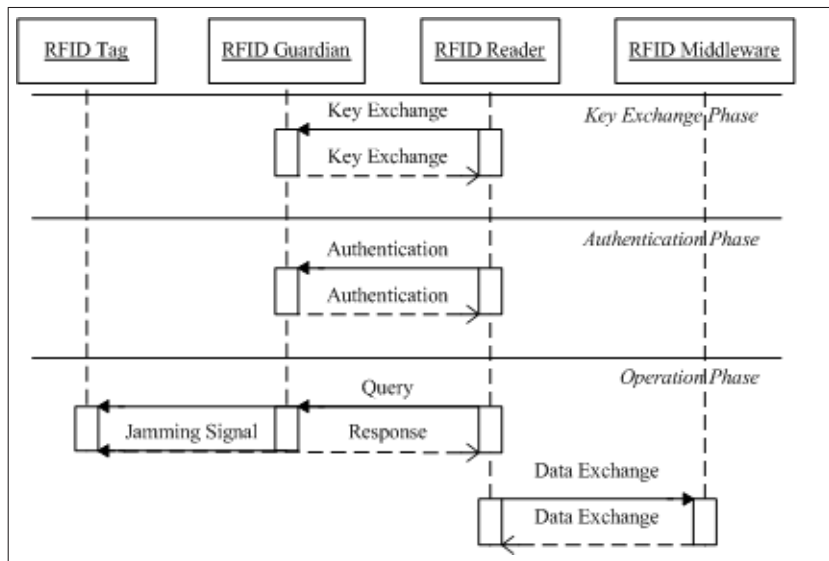 RFID Tag
RFID Guardian
RFID Reader
RFID Middleware
Key Exchange
Key Exchange Phase
Key Exchange
Authentication Phase
Authentication
Authentication
Operation Phase
Query
Jamming Signal
Response
Data Exchange
Data Exchange